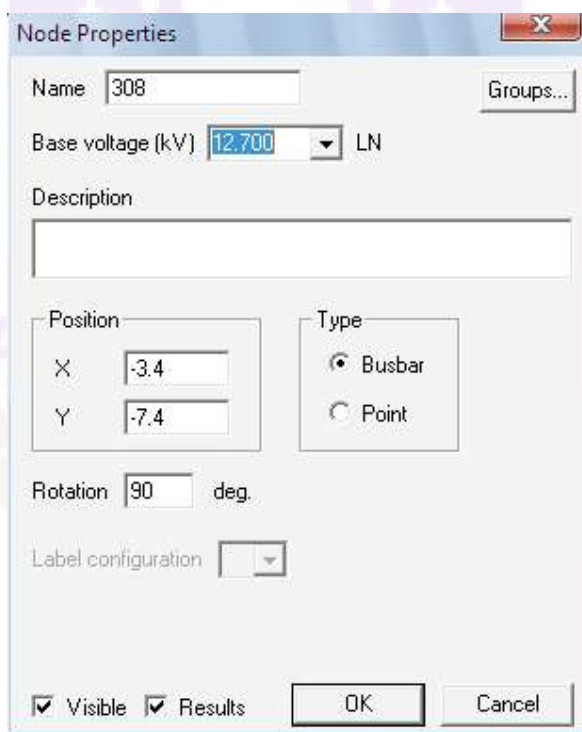 Node Properties
Name 308 Groups...
Base voltage (kV) 12.700 LN
Description
Position Type
X -3.4 Busbar
Y -7.4 Point
Rotation 90 deg.
Label configuration
Visible Results OK Cancel